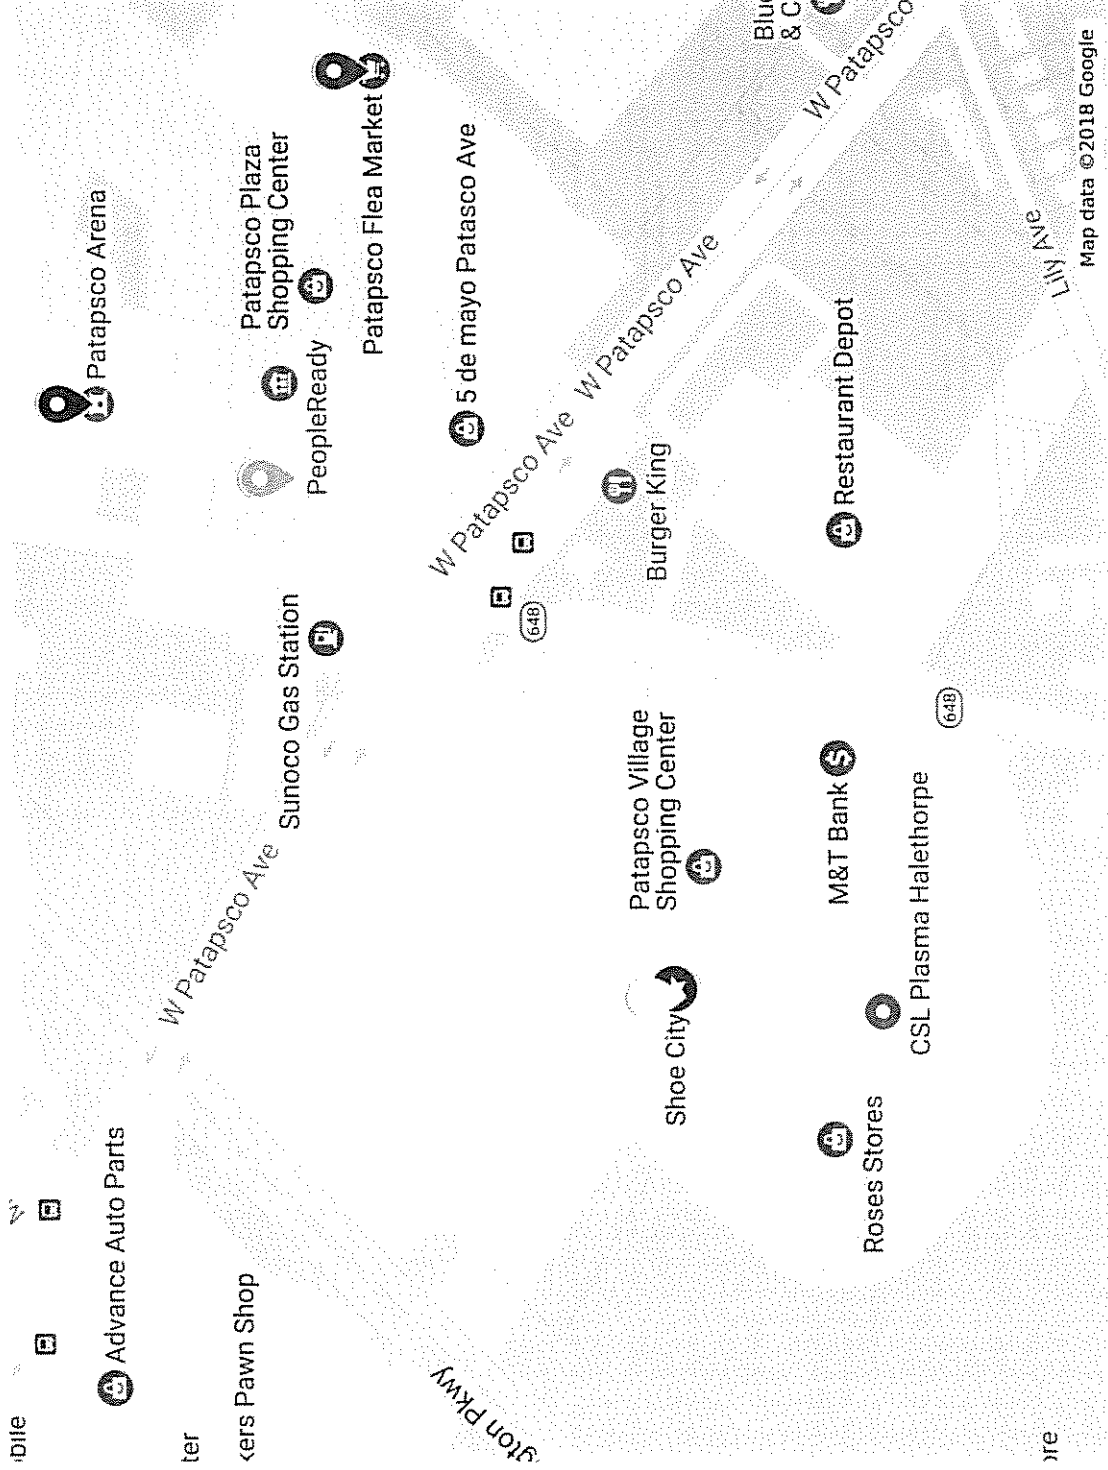 obile
Advance Auto Parts
Patapsco Arena
ter
W Patapsco Ave
kers Pawn Shop
Patapsco Plaza
Shopping Center
Sunoco Gas Station
PeopleReady
Patapsco Flea Market
5 de mayo Patasco Ave
gton Pkwy
W Patapsco Ave
648
W Patapsco Ave
Burger King
Patapsco Village
Shopping Center
Shoe City
Blue
& C
W Patapsco
M&T Bank
Restaurant Depot
Roses Stores
CSL Plasma Halethorpe
648
Lily Ave
ore
Map data ©2018 Google